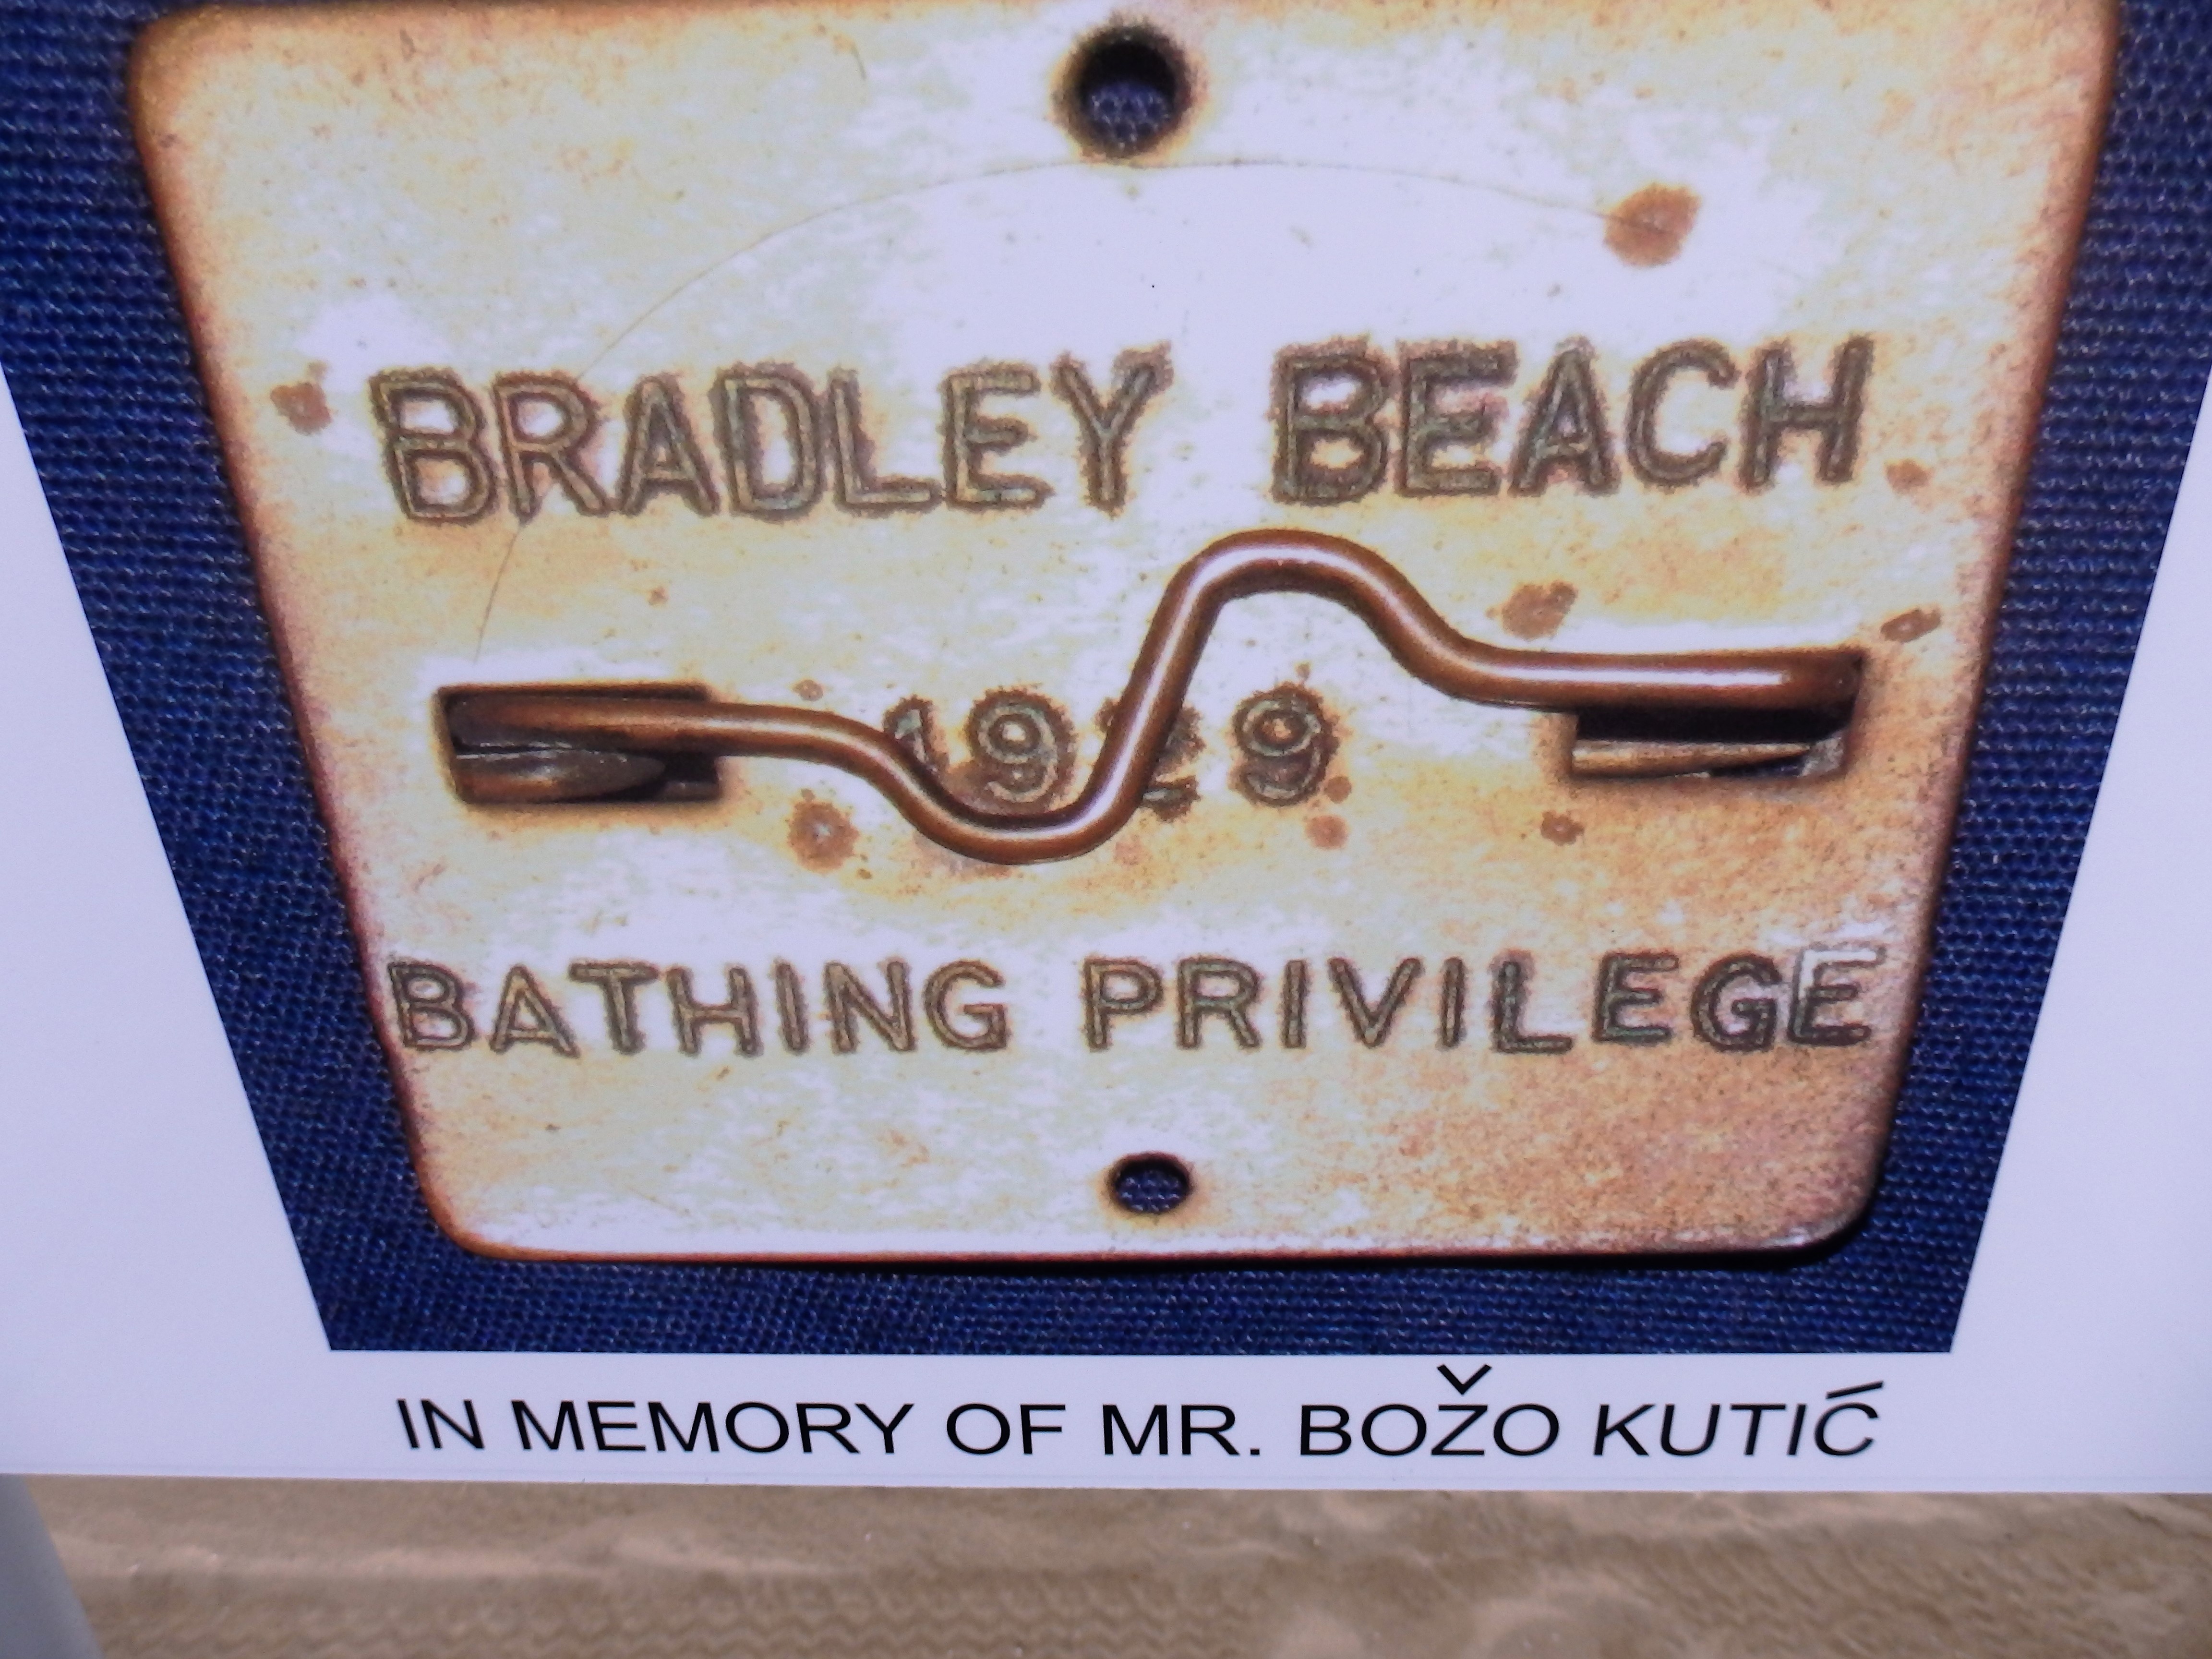 BRADLEY BEACH
1929
BATHING PRIVILEGE
IN MEMORY OF MR. BOŽO KUTIĆ